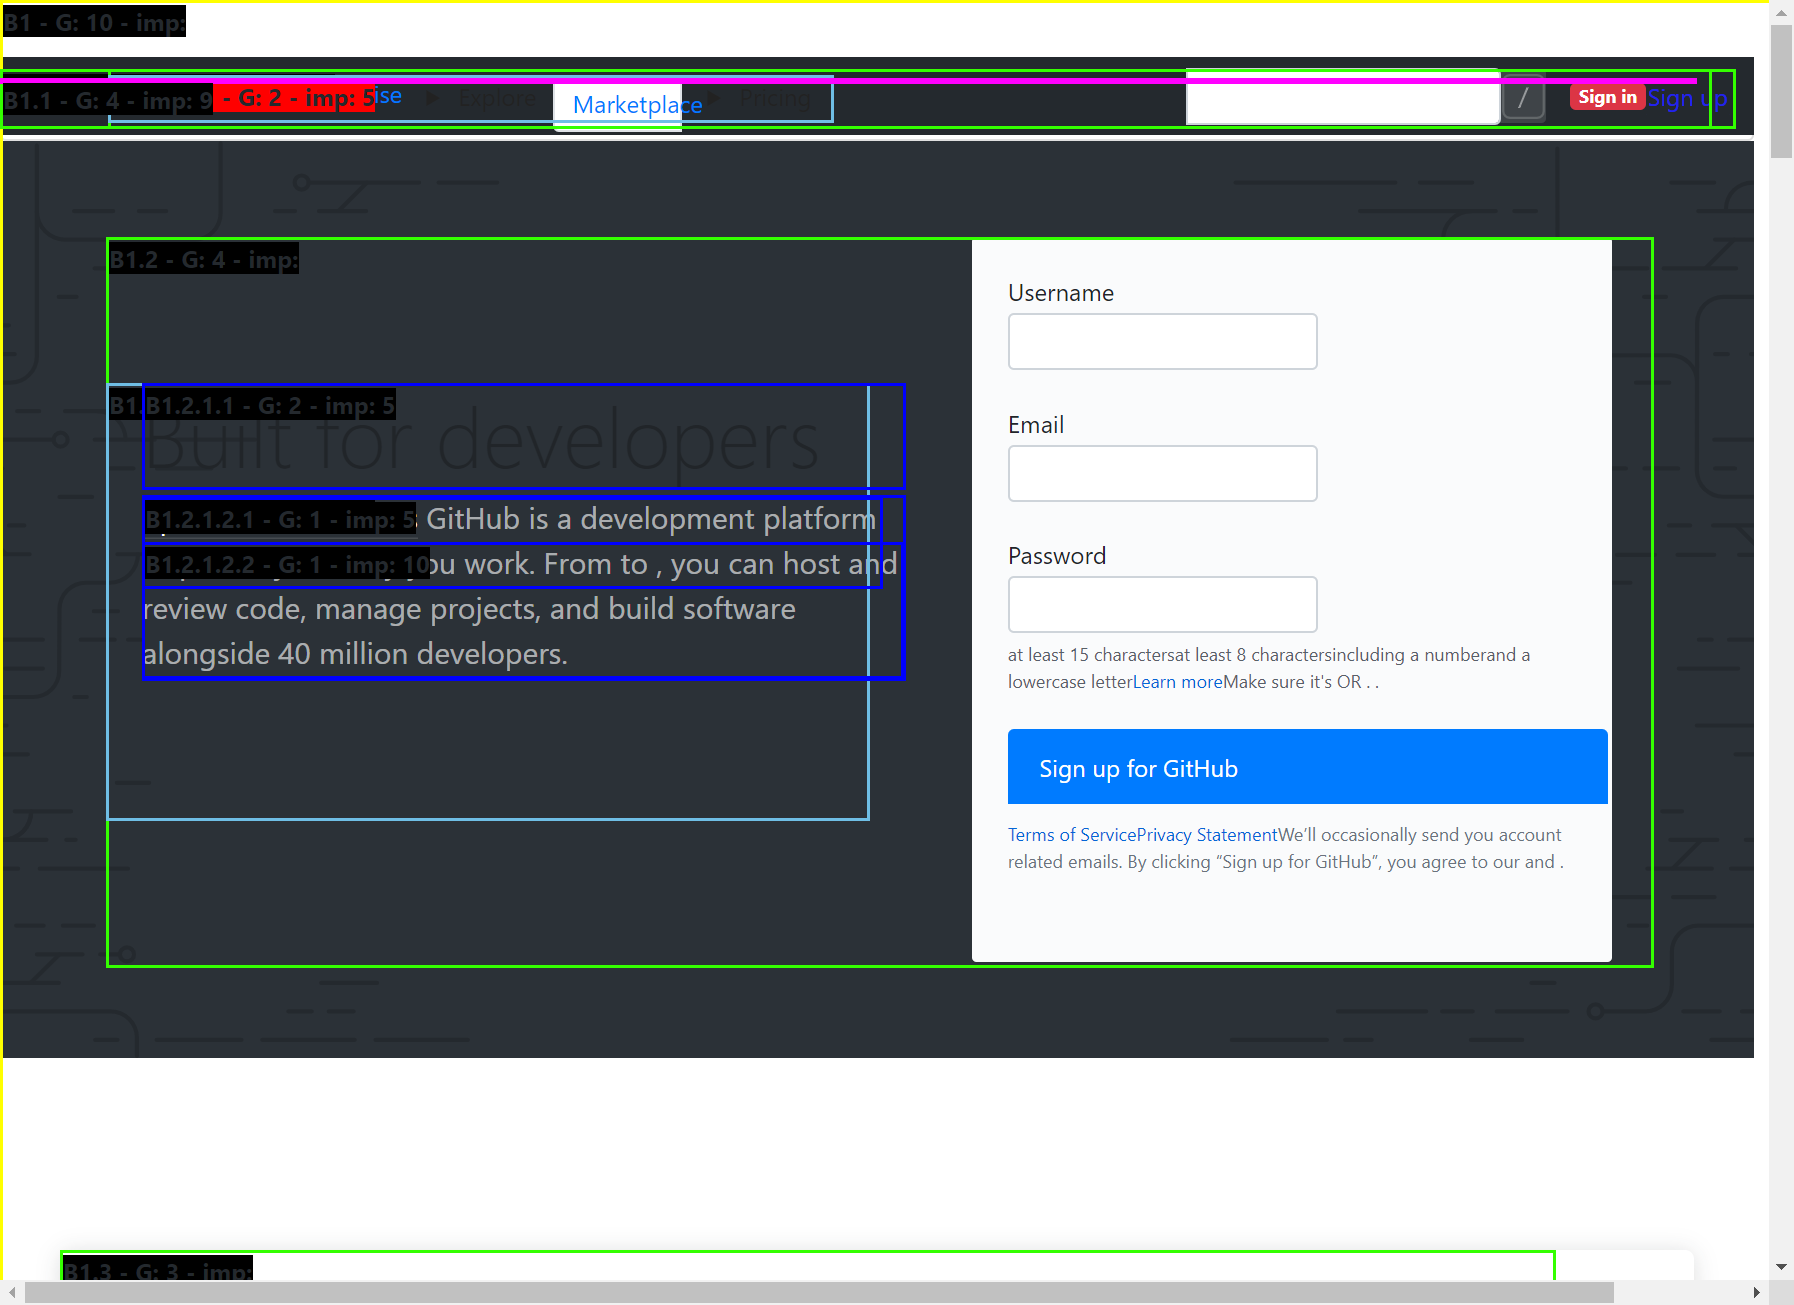 B1 - G: 10 - imp:
B1.1 - G: 4 - imp: 9 - G: 2 - imp: 5ise Explore Marketplace Pricing / Sign in Sign up
B1.2 - G: 4 - imp:
Username
Email
B1.B1.2.1.1 - G: 2 - imp: 5
Built for developers
B1.2.1.2.1 - G: 1 - imp: 5 GitHub is a development platform
B1.2.1.2.2 - G: 1 - imp: 10 you work. From to , you can host and
review code, manage projects, and build software
alongside 40 million developers.
Password
at least 15 charactersat least 8 charactersincluding a numberand a
lowercase letterLearn moreMake sure it's OR . .
Sign up for GitHub
Terms of ServicePrivacy StatementWe’ll occasionally send you account
related emails. By clicking “Sign up for GitHub”, you agree to our and .
B1.3 - G: 3 - imp: